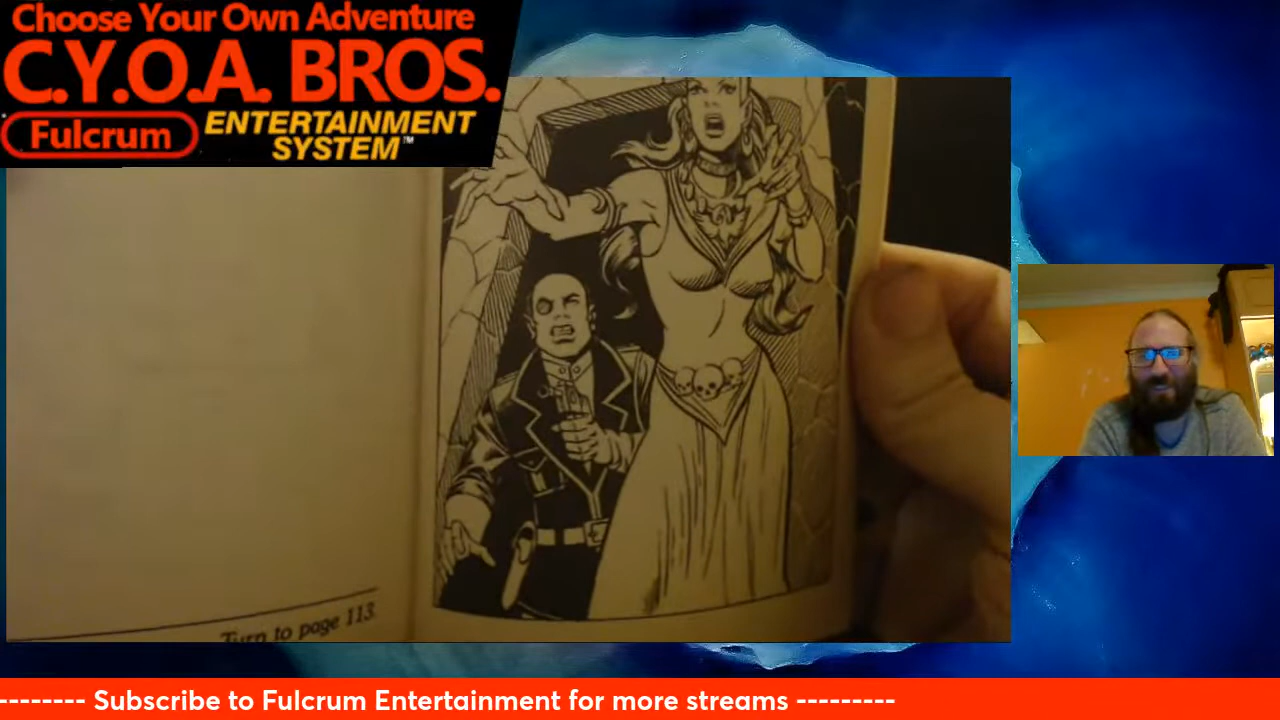 Choose Your Own Adventure
C.Y.O.A. BROS.
Fulcrum
ENTERTAINMENT
SYSTEM™
Turn to page 113.
-------- Subscribe to Fulcrum Entertainment for more streams ---------